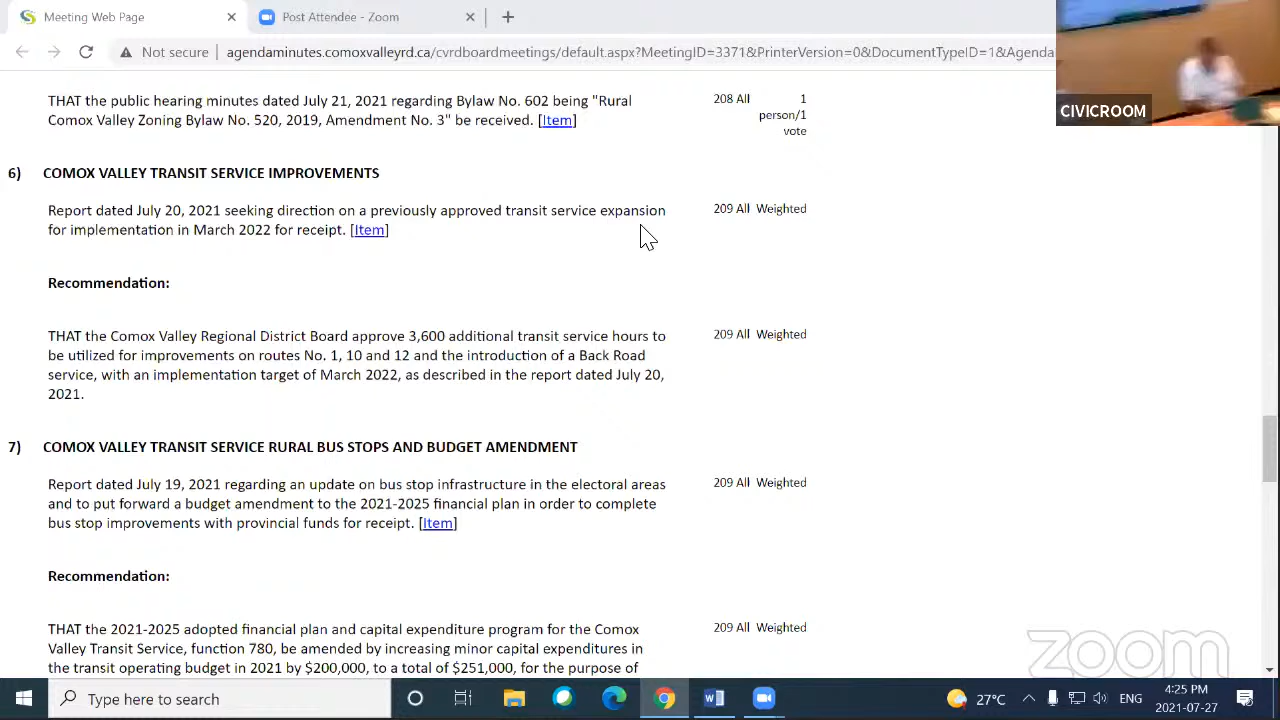 Meeting Web Page
Post Attendee - Zoom
Not secure
agendaminutes.comoxvalleyrd.ca/cvrdboardmeetings/default.aspx?MeetingID=3371&PrinterVersion=0&DocumentTypeID=1&Agenda
CIVICROOM
THAT the public hearing minutes dated July 21, 2021 regarding Bylaw No. 602 being "Rural
Comox Valley Zoning Bylaw No. 520, 2019, Amendment No. 3" be received. [Item]
208 All 1
person/1
vote
6) COMOX VALLEY TRANSIT SERVICE IMPROVEMENTS
Report dated July 20, 2021 seeking direction on a previously approved transit service expansion
for implementation in March 2022 for receipt. [Item]
209 All Weighted
Recommendation:
THAT the Comox Valley Regional District Board approve 3,600 additional transit service hours to
be utilized for improvements on routes No. 1, 10 and 12 and the introduction of a Back Road
service, with an implementation target of March 2022, as described in the report dated July 20,
2021.
209 All Weighted
7) COMOX VALLEY TRANSIT SERVICE RURAL BUS STOPS AND BUDGET AMENDMENT
Report dated July 19, 2021 regarding an update on bus stop infrastructure in the electoral areas
and to put forward a budget amendment to the 2021-2025 financial plan in order to complete
bus stop improvements with provincial funds for receipt. [Item]
209 All Weighted
Recommendation:
THAT the 2021-2025 adopted financial plan and capital expenditure program for the Comox
Valley Transit Service, function 780, be amended by increasing minor capital expenditures in
the transit operating budget in 2021 by $200,000, to a total of $251,000, for the purpose of
209 All Weighted
zoom
Type here to search
27°C
ENG
4:25 PM
2021-07-27